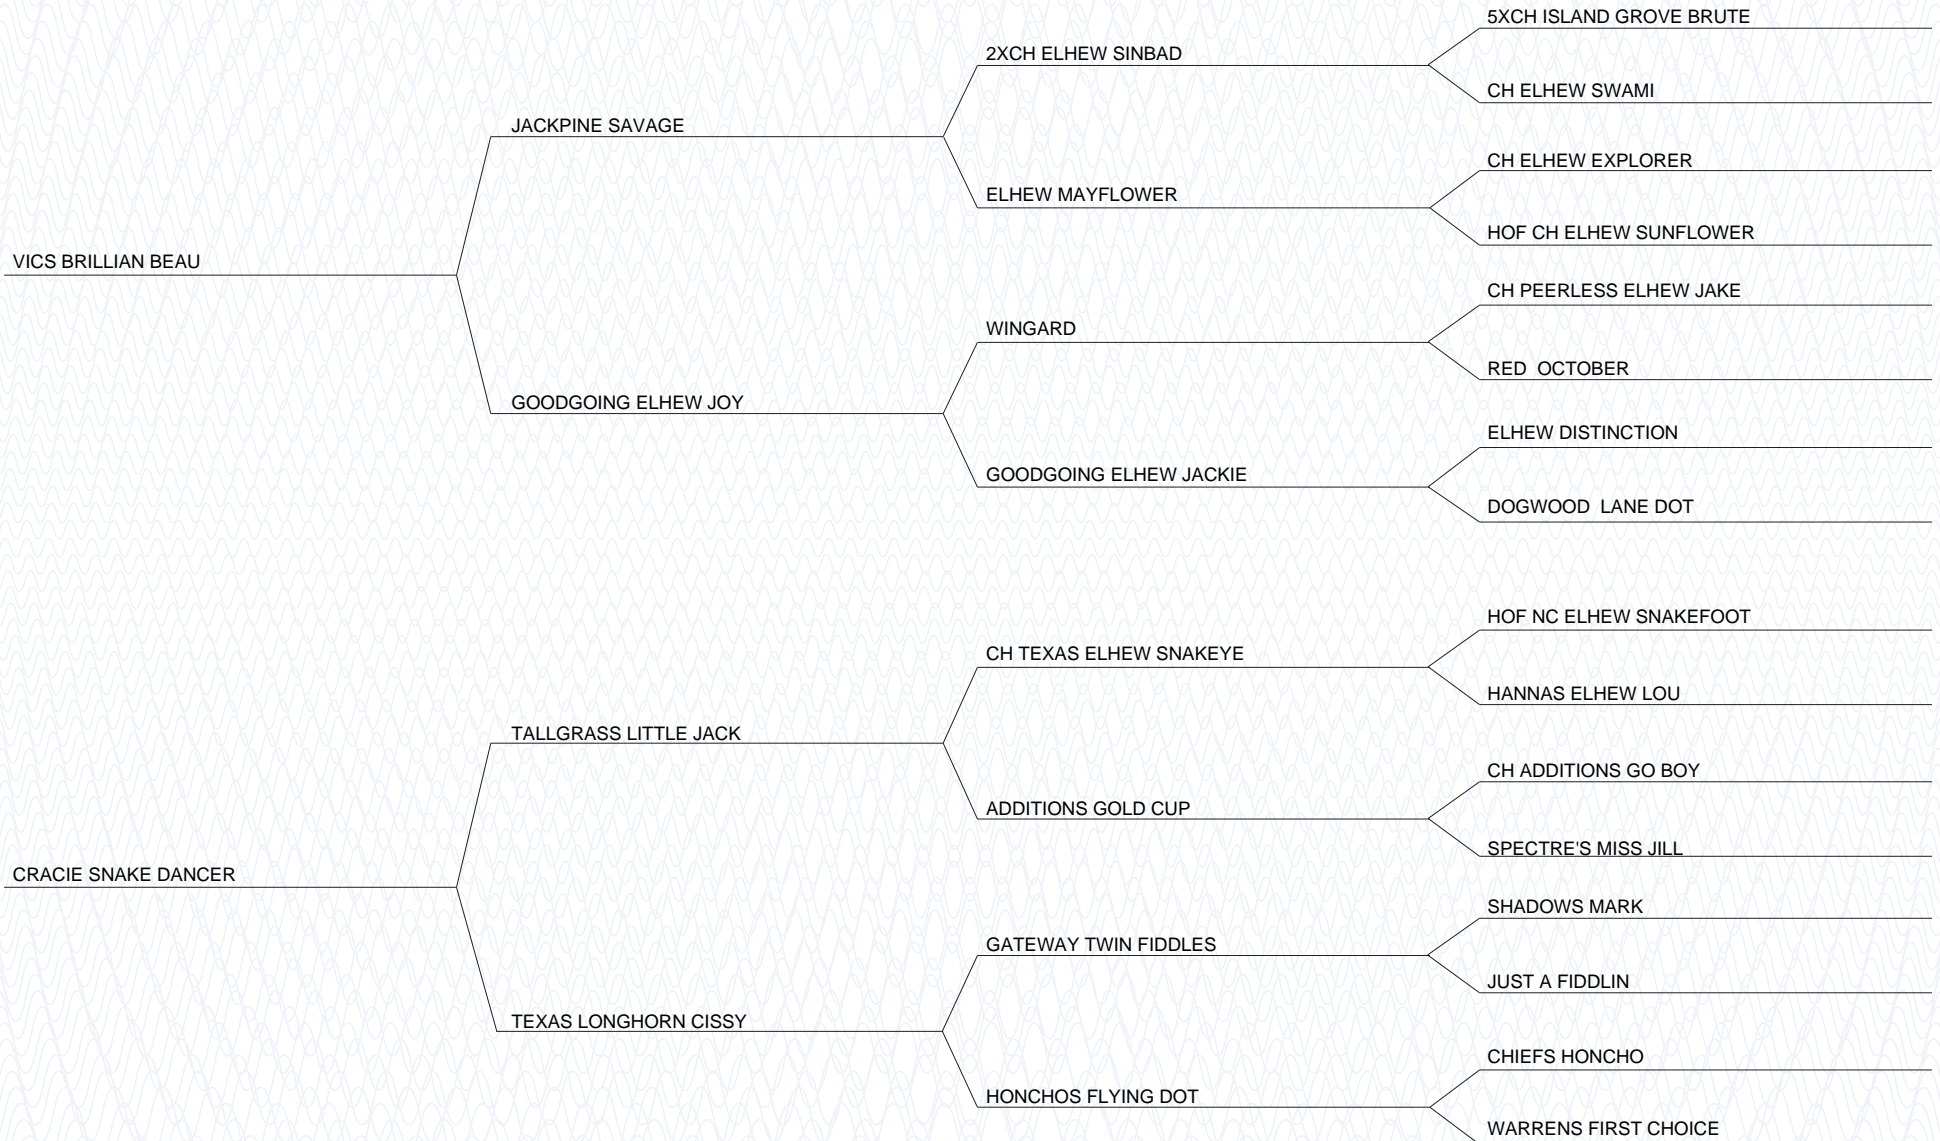 5XCH ISLAND GROVE BRUTE
2XCH ELHEW SINBAD
CH ELHEW SWAMI
JACKPINE SAVAGE
CH ELHEW EXPLORER
ELHEW MAYFLOWER
HOF CH ELHEW SUNFLOWER
VICS BRILLIAN BEAU
CH PEERLESS ELHEW JAKE
WINGARD
RED  OCTOBER
GOODGOING ELHEW JOY
ELHEW DISTINCTION
GOODGOING ELHEW JACKIE
DOGWOOD  LANE DOT
HOF NC ELHEW SNAKEFOOT
CH TEXAS ELHEW SNAKEYE
HANNAS ELHEW LOU
TALLGRASS LITTLE JACK
CH ADDITIONS GO BOY
ADDITIONS GOLD CUP
SPECTRE'S MISS JILL
CRACIE SNAKE DANCER
SHADOWS MARK
GATEWAY TWIN FIDDLES
JUST A FIDDLIN
TEXAS LONGHORN CISSY
CHIEFS HONCHO
HONCHOS FLYING DOT
WARRENS FIRST CHOICE